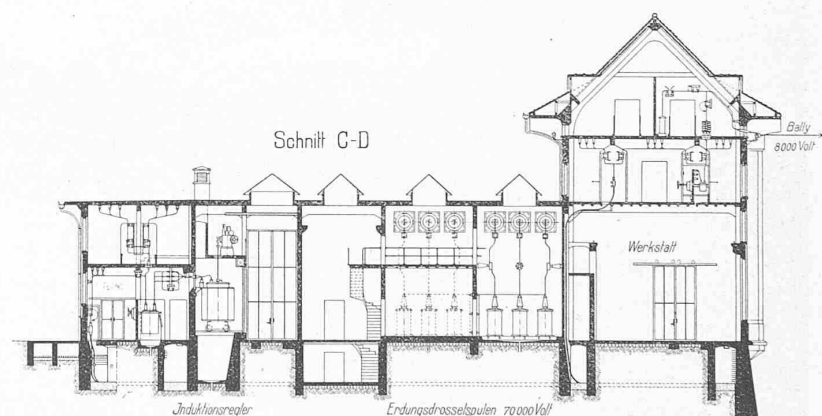 Schnitt C-D
Bally
8000 Volt
Werkstatt
Induktionsregler
Erdungsdrosselspulen 70000 Volt